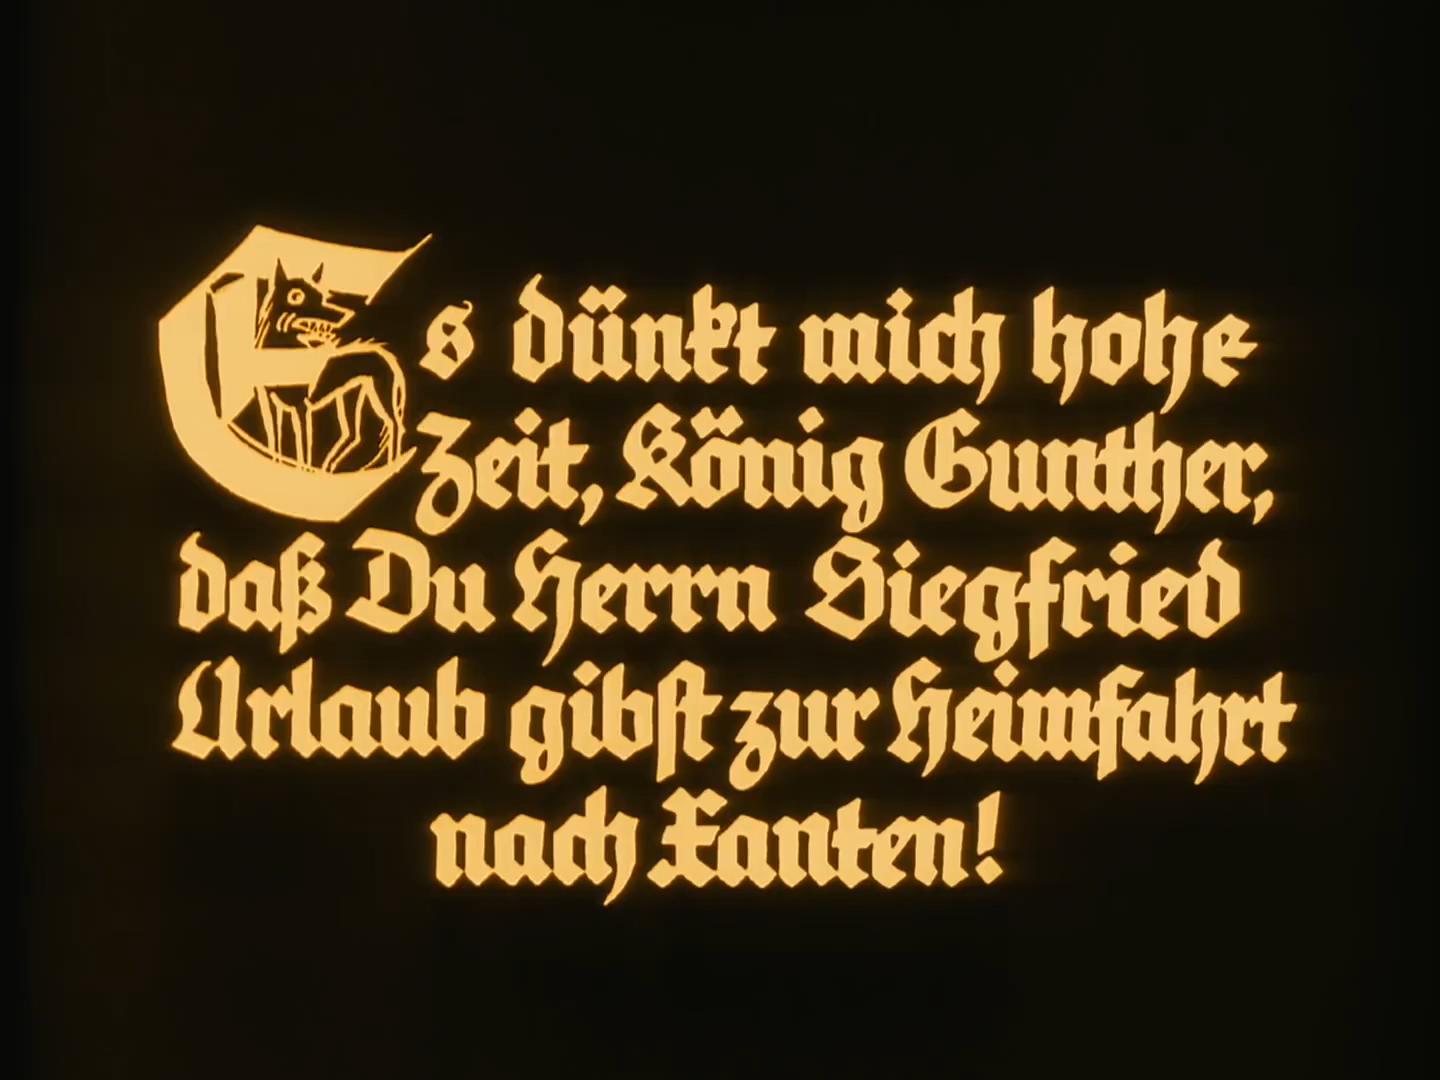 Es dünkt mich hohe
Zeit, König Gunther,
daß Du Herrn Siegfried
Urlaub gibst zur Heimfahrt
nach Xanten!